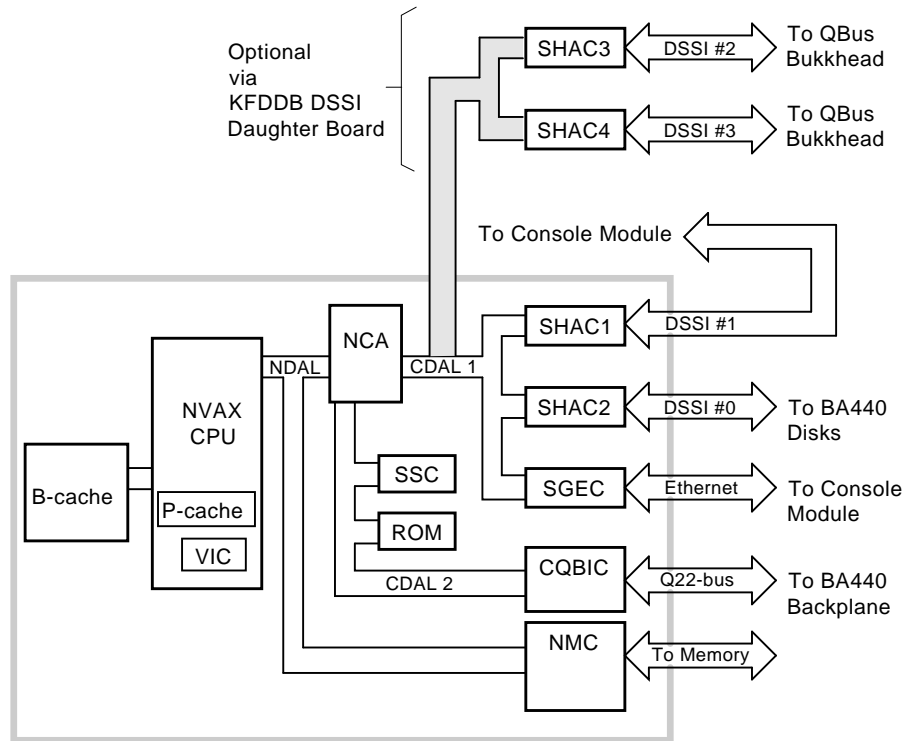 Optional
via
KFDDB DSSI
Daughter Board
SHAC3
DSSI #2
To QBus
Bukkhead
SHAC4
DSSI #3
To QBus
Bukkhead
To Console Module
NCA
SHAC1
DSSI #1
NDAL
CDAL 1
NVAX
CPU
SHAC2
DSSI #0
To BA440
Disks
B-cache
P-cache
VIC
SSC
SGEC
Ethernet
To Console
Module
ROM
CDAL 2
CQBIC
Q22-bus
To BA440
Backplane
NMC
To Memory